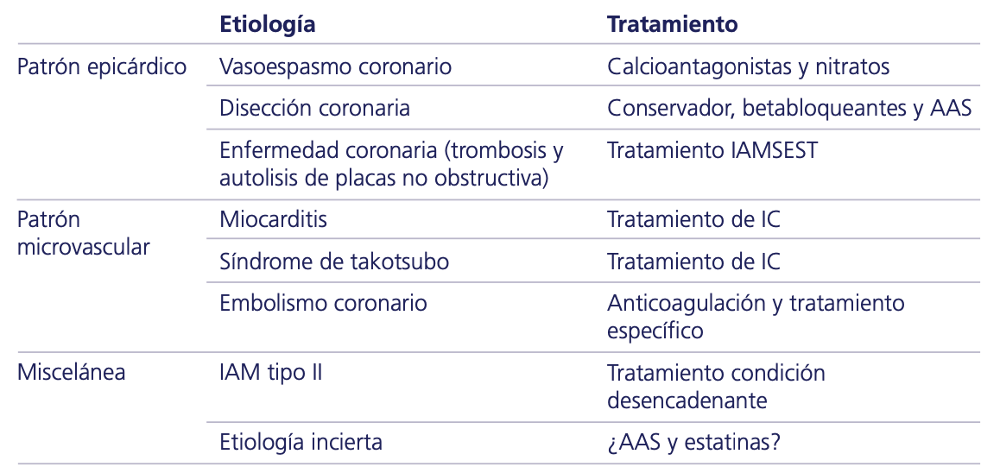 Etiología Tratamiento
Patrón epicárdico Vasoespasmo coronario Calcioantagonistas y nitratos
Disección coronaria Conservador, betabloqueantes y AAS
Enfermedad coronaria (trombosis y Tratamiento IAMSEST
autolisis de placas no obstructiva)
Patrón Miocarditis Tratamiento de IC
microvascular
Síndrome de takotsubo Tratamiento de IC
Embolismo coronario Anticoagulación y tratamiento
específico
Miscelánea IAM tipo II Tratamiento condición
desencadenante
Etiología incierta ¿AAS y estatinas?